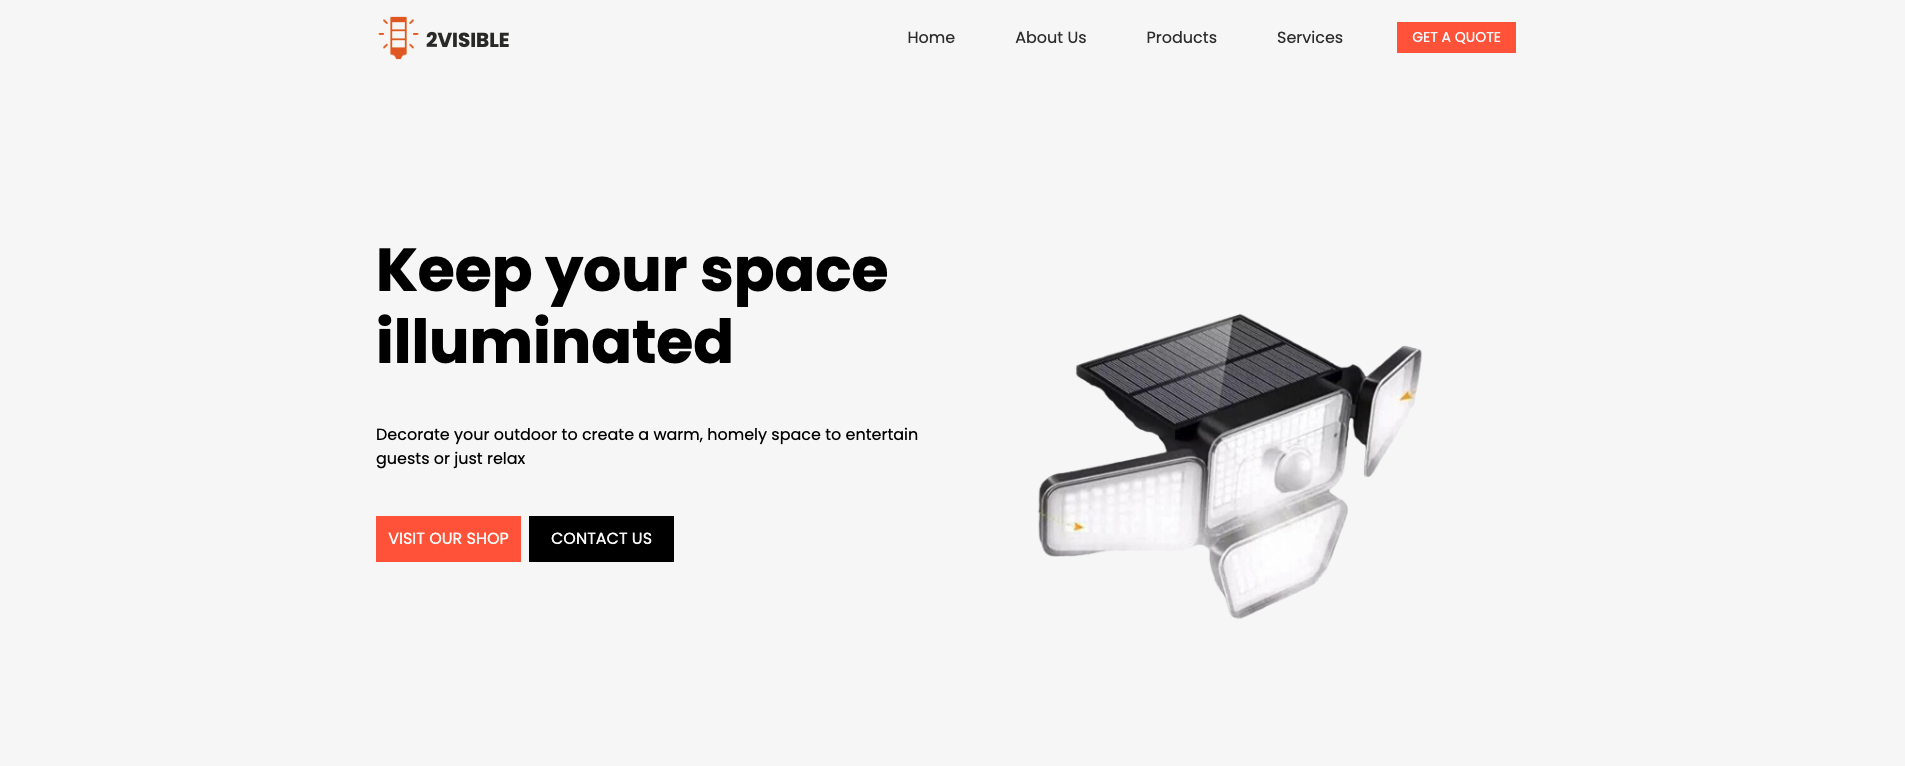 2VISIBLE
Home
About Us
Products
Services
GET A QUOTE
Keep your space
illuminated
Decorate your outdoor to create a warm, homely space to entertain
guests or just relax
VISIT OUR SHOP
CONTACT US